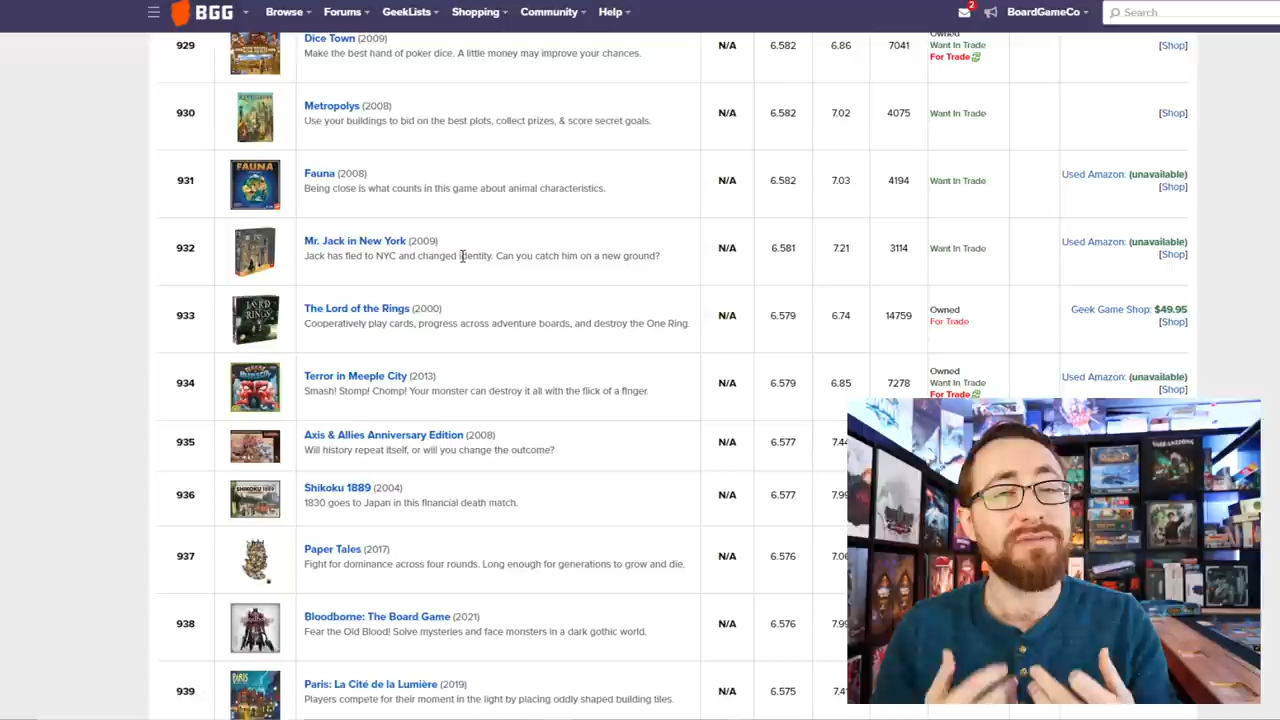 BGG Browse Forums GeekLists Shopping Community Help 2 BoardGameCo Search
929 Dice Town (2009) N/A 6.582 6.86 7041 Owned
Make the best hand of poker dice. A little money may improve your chances. Want In Trade [Shop]
For Trade
930 Metropolys (2008) N/A 6.582 7.02 4075 Want In Trade [Shop]
Use your buildings to bid on the best plots, collect prizes, & score secret goals.
931 Fauna (2008) N/A 6.582 7.03 4194 Want In Trade Used Amazon: (unavailable)
Being close is what counts in this game about animal characteristics. [Shop]
932 Mr. Jack in New York (2009) N/A 6.581 7.21 3114 Want In Trade Used Amazon: (unavailable)
Jack has fled to NYC and changed identity. Can you catch him on a new ground? [Shop]
933 The Lord of the Rings (2000) N/A 6.579 6.74 14759 Owned Geek Game Shop: $49.95
Cooperatively play cards, progress across adventure boards, and destroy the One Ring. For Trade [Shop]
934 Terror in Meeple City (2013) N/A 6.579 6.85 7278 Owned
Want In Trade Used Amazon: (unavailable)
Smash! Stomp! Chomp! Your monster can destroy it all with the flick of a finger. For Trade [Shop]
935 Axis & Allies Anniversary Edition (2008) N/A 6.577 7.44
Will history repeat itself, or will you change the outcome?
936 Shikoku 1889 (2004) N/A 6.577 7.99
1830 goes to Japan in this financial death match.
937 Paper Tales (2017) N/A 6.576 7.06
Fight for dominance across four rounds. Long enough for generations to grow and die.
938 Bloodborne: The Board Game (2021) N/A 6.576 7.99
Fear the Old Blood! Solve mysteries and face monsters in a dark gothic world.
939 Paris: La Cité de la Lumière (2019) N/A 6.575 7.41
Players compete for their moment in the light by placing oddly shaped building tiles.